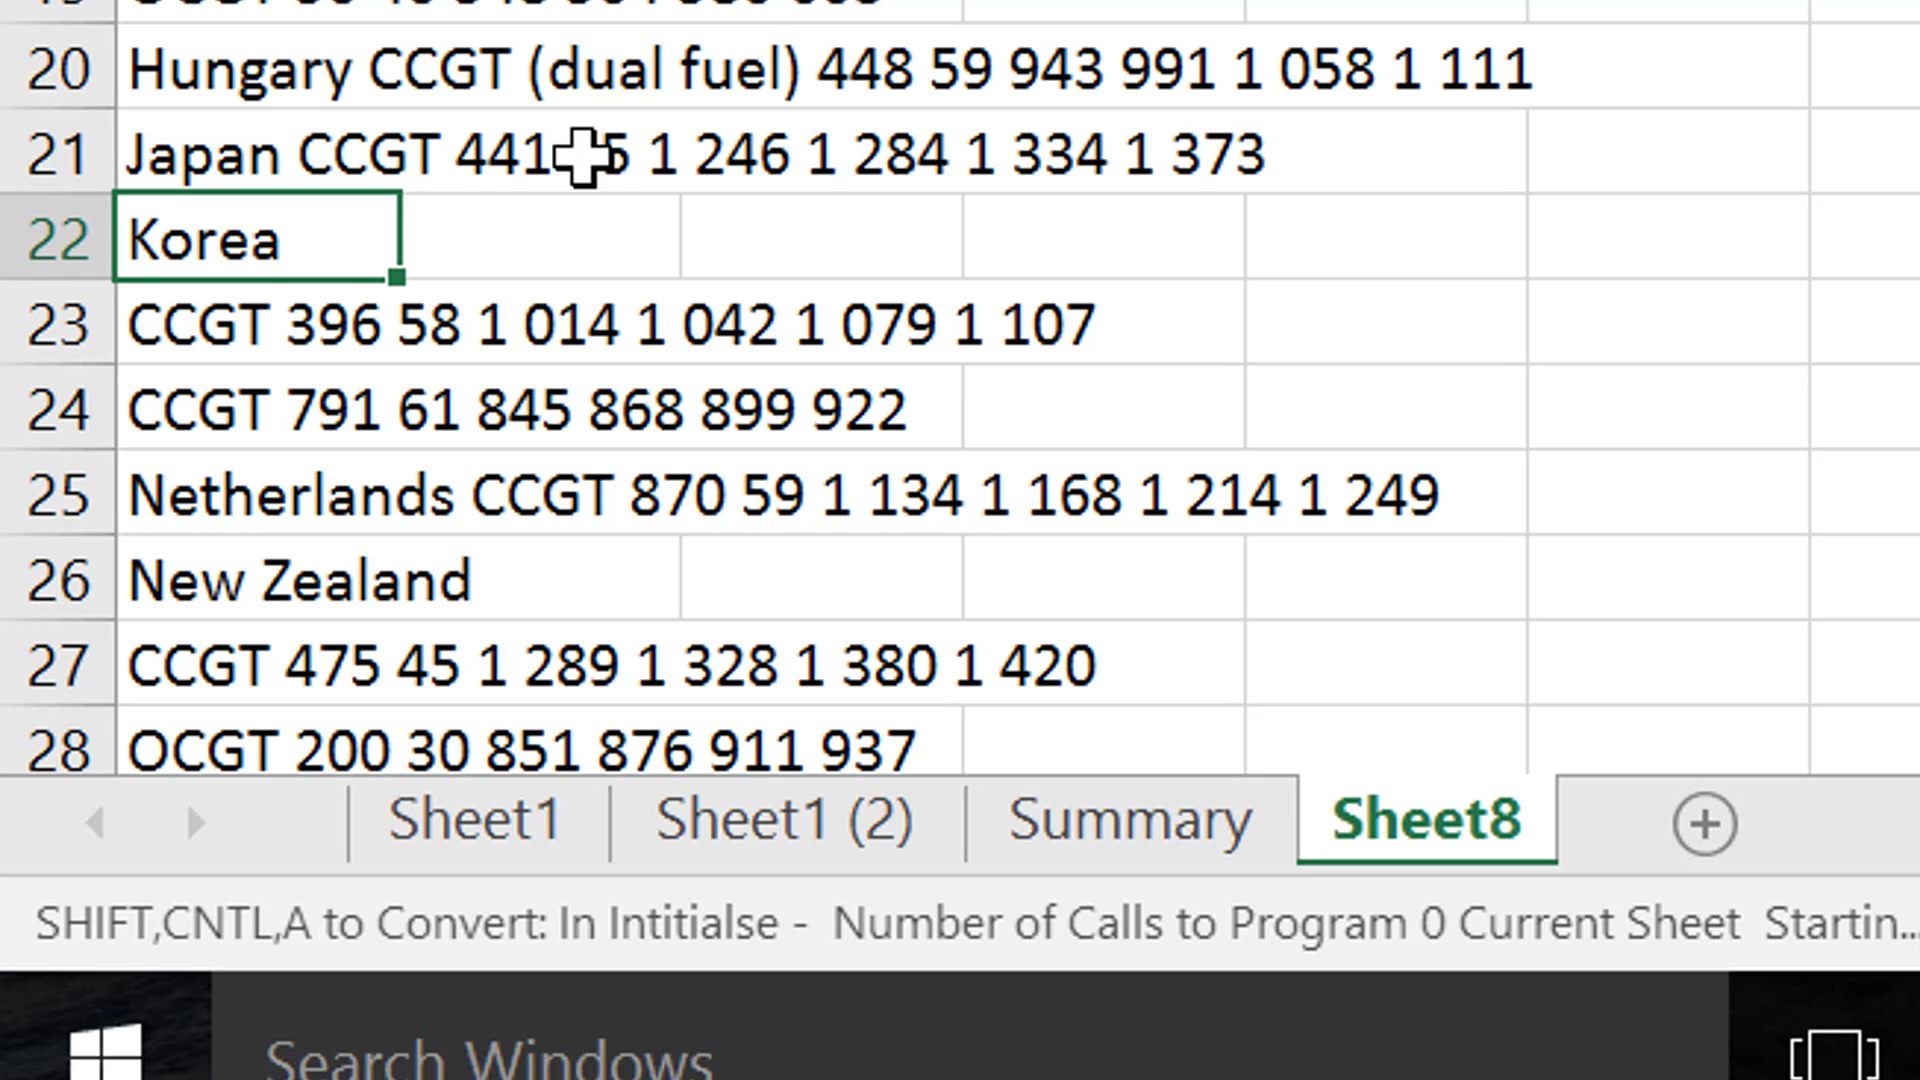 20 Hungary CCGT (dual fuel) 448 59 943 991 1 058 1 111
21 Japan CCGT 441 1 246 1 284 1 334 1 373
22 Korea
23 CCGT 396 58 1 014 1 042 1 079 1 107
24 CCGT 791 61 845 868 899 922
25 Netherlands CCGT 870 59 1 134 1 168 1 214 1 249
26 New Zealand
27 CCGT 475 45 1 289 1 328 1 380 1 420
28 OCGT 200 30 851 876 911 937
Sheet1 Sheet1 (2) Summary Sheet8
SHIFT,CNTL,A to Convert: In Intitialse - Number of Calls to Program 0 Current Sheet Startin...
Search Windows